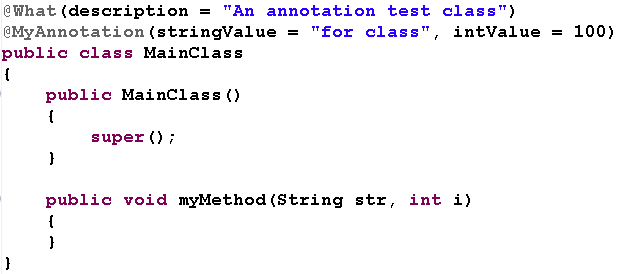 @What(description = "An annotation test class")
@MyAnnotation(stringValue = "for class", intValue = 100)
public class MainClass
{
    public MainClass()
    {
        super();
    }

    public void myMethod(String str, int i)
    {
    }
}